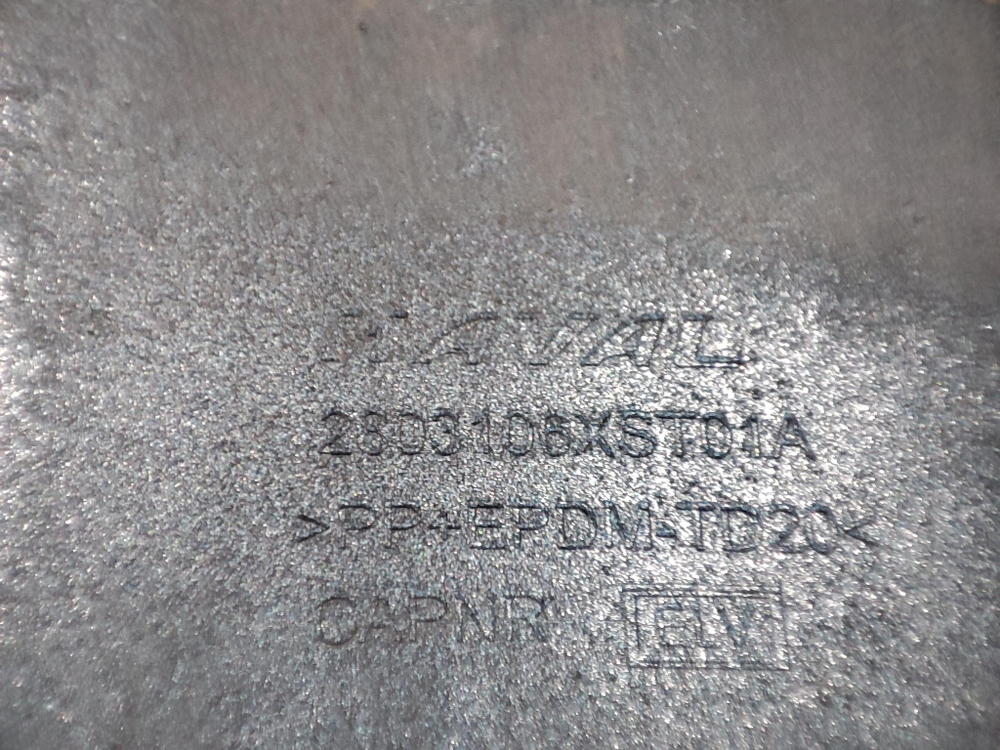 HAVAL
2803106XST01A
>PP+EPDM-TD20<
CAPNR ELV